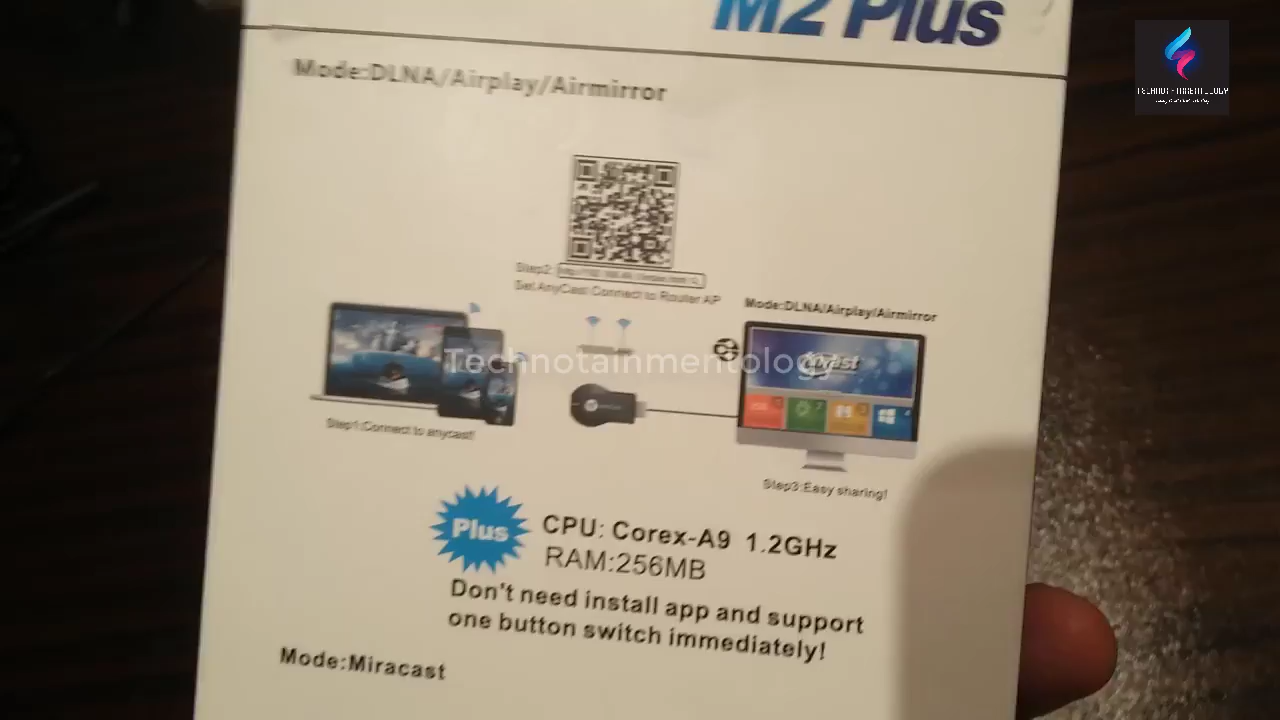 M2 Plus
Mode:DLNA/Airplay/Airmirror
Step2:
Set AnyCast Connect to Router AP
Mode:DLNA/Airplay/Airmirror
Technotainmentology
Step1:Connect to anycast!
Step3:Easy sharing!
Plus
CPU: Corex-A9 1.2GHz
RAM:256MB
Don't need install app and support
one button switch immediately!
Mode:Miracast